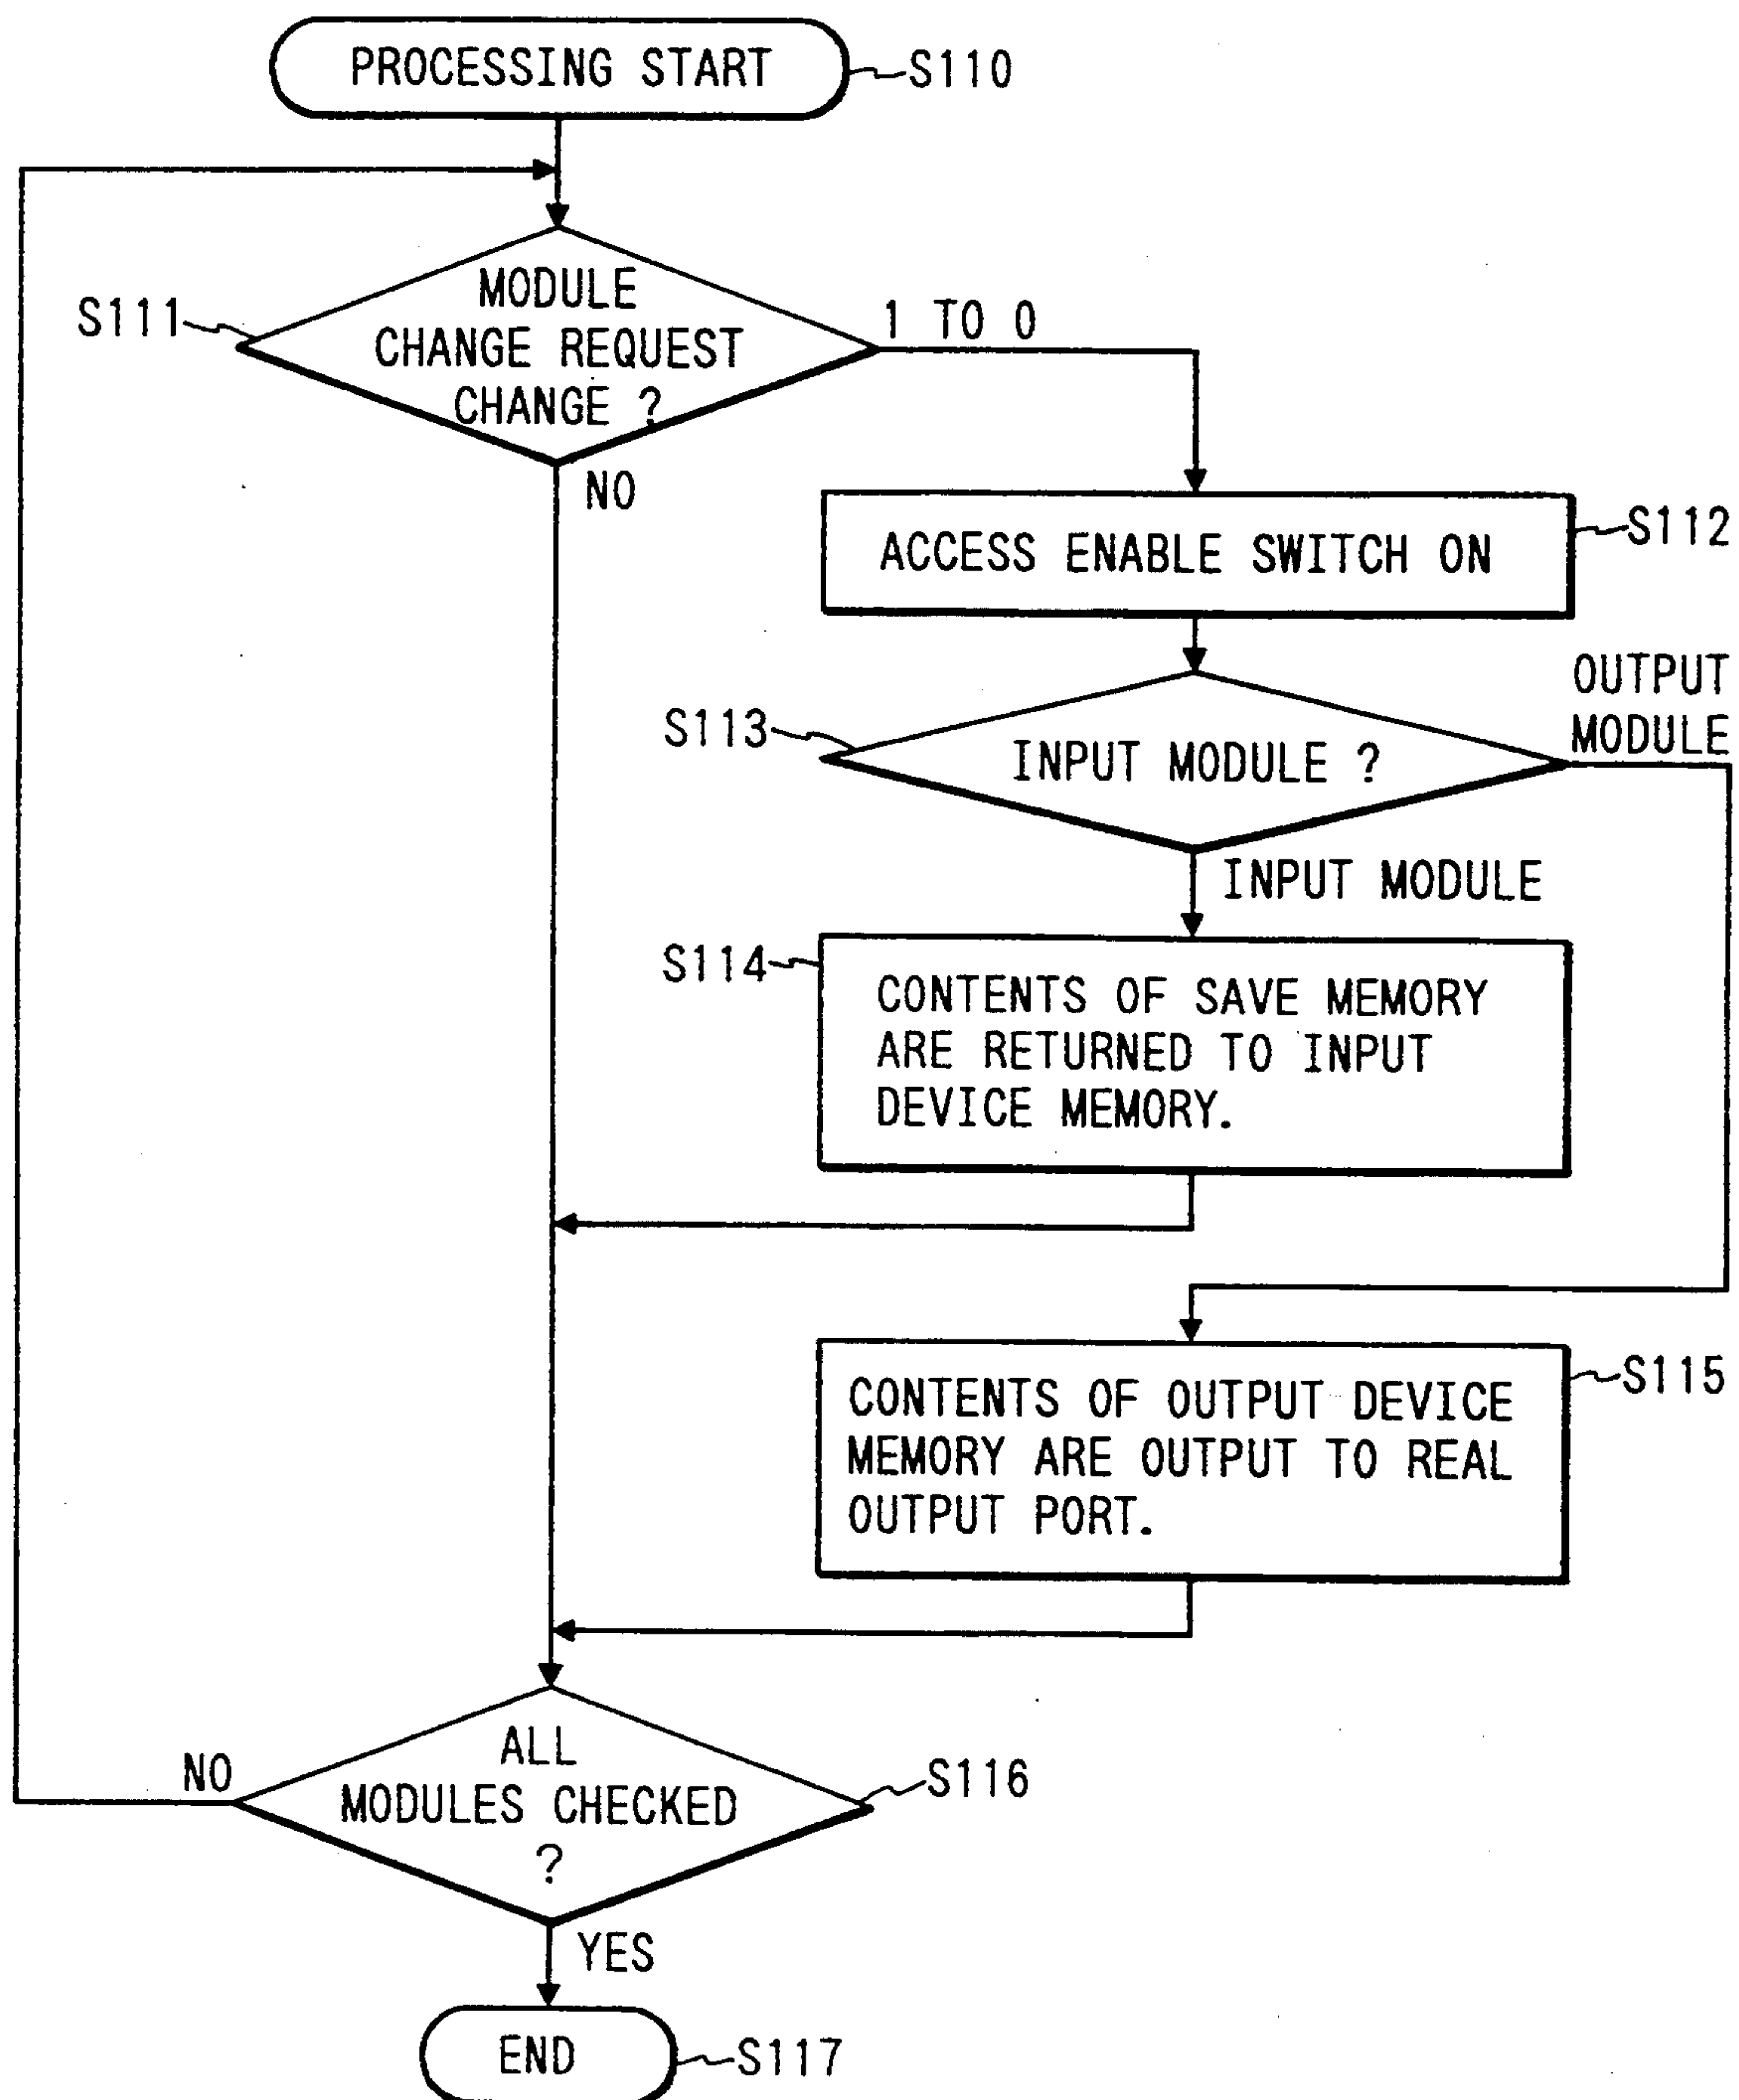 PROCESSING START
S110
S111
MODULE
CHANGE REQUEST
CHANGE ?
1 TO 0
NO
ACCESS ENABLE SWITCH ON
S112
S113
INPUT MODULE ?
OUTPUT
MODULE
INPUT MODULE
S114
CONTENTS OF SAVE MEMORY
ARE RETURNED TO INPUT
DEVICE MEMORY.
CONTENTS OF OUTPUT DEVICE
MEMORY ARE OUTPUT TO REAL
OUTPUT PORT.
S115
NO
ALL
MODULES CHECKED
?
S116
YES
END
S117